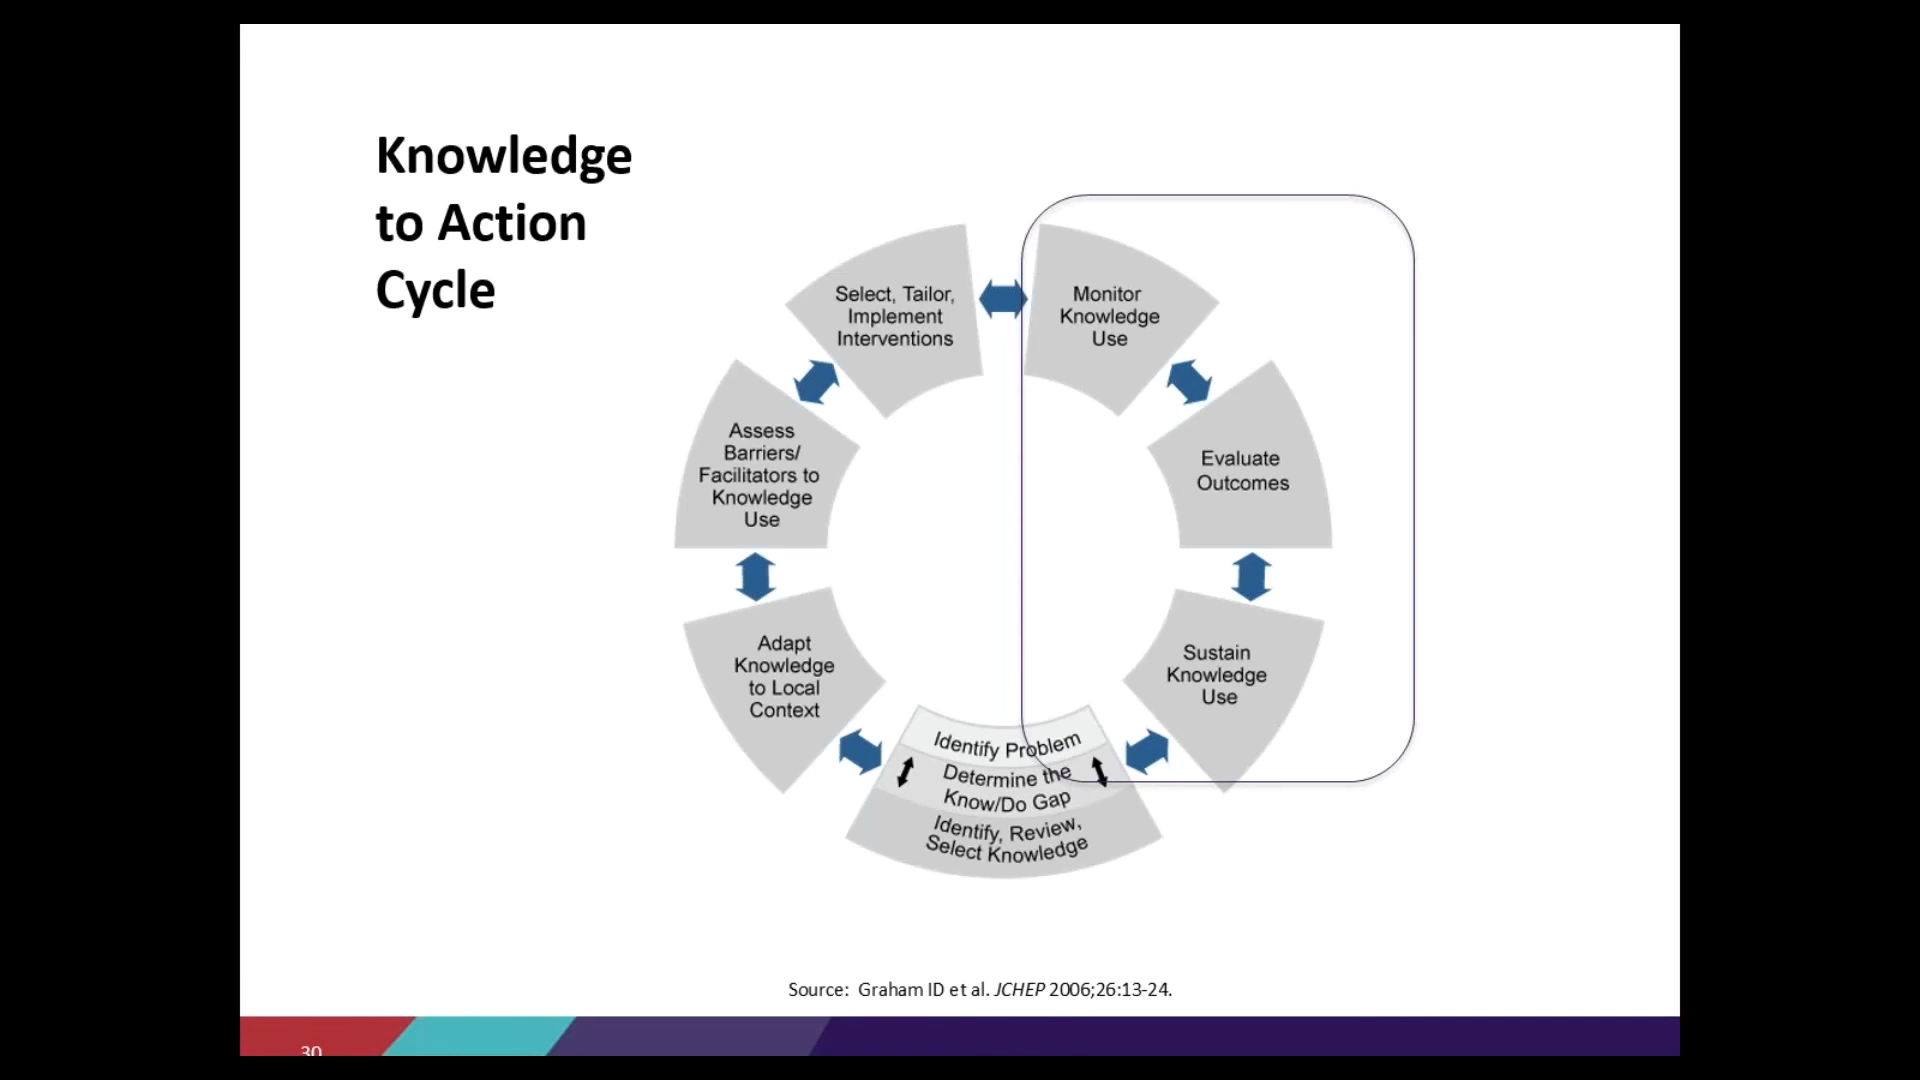 Knowledge
to Action
Cycle
Select, Tailor,
Implement
Interventions
Monitor
Knowledge
Use
Assess
Barriers/
Facilitators to
Knowledge
Use
Evaluate
Outcomes
Adapt
Knowledge
to Local
Context
Sustain
Knowledge
Use
Identify Problem
Determine the
Know/Do Gap
Identify, Review,
Select Knowledge
Source: Graham ID et al. JCHEP 2006;26:13-24.
30